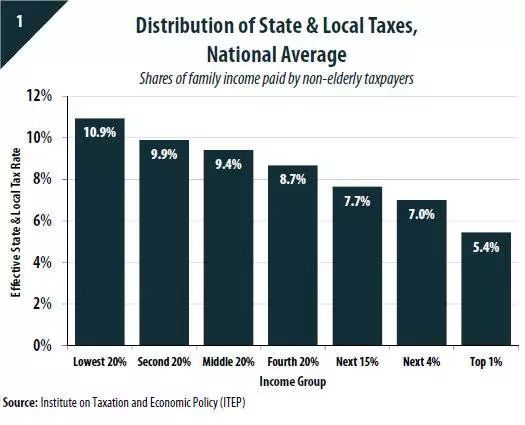 1
Distribution of State & Local Taxes,
National Average
Shares of family income paid by non-elderly taxpayers
Effective State & Local Tax Rate
12%
10%
8%
6%
4%
2%
0%
10.9%
9.9%
9.4%
8.7%
7.7%
7.0%
5.4%
Lowest 20% Second 20% Middle 20% Fourth 20% Next 15% Next 4% Top 1%
Income Group
Source: Institute on Taxation and Economic Policy (ITEP)